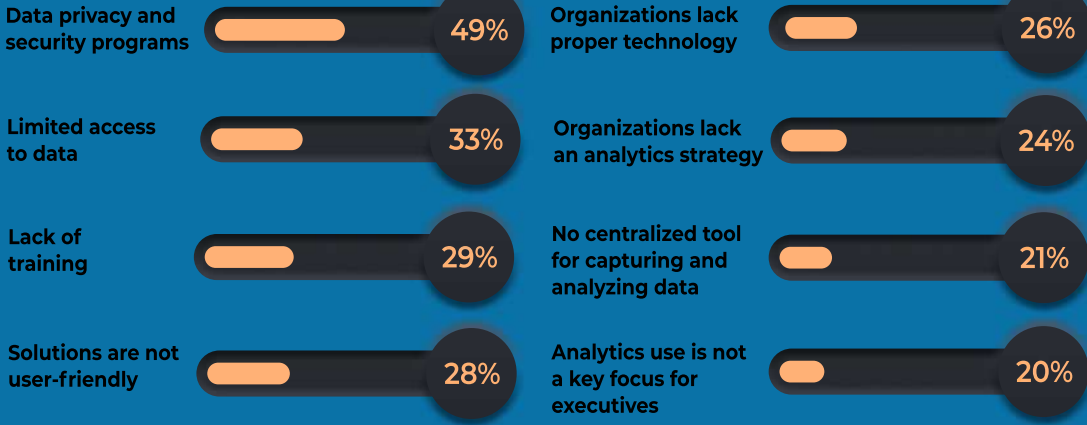 Data privacy and
security programs
49%
Limited access
to data
33%
Lack of
training
29%
Solutions are not
user-friendly
28%
Organizations lack
proper technology
26%
Organizations lack
an analytics strategy
24%
No centralized tool
for capturing and
analyzing data
21%
Analytics use is not
a key focus for
executives
20%